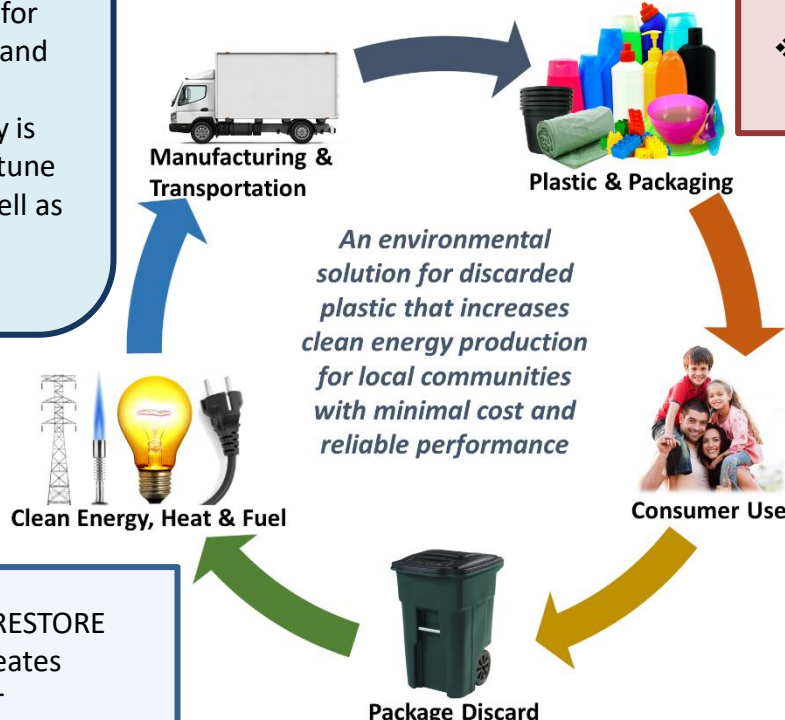 for
and
y is
tune
ell as
❖
Manufacturing &
Transportation
Plastic & Packaging
An environmental
solution for discarded
plastic that increases
clean energy production
for local communities
with minimal cost and
reliable performance
Clean Energy, Heat & Fuel
Consumer Use
RESTORE
eates
r
Package Discard